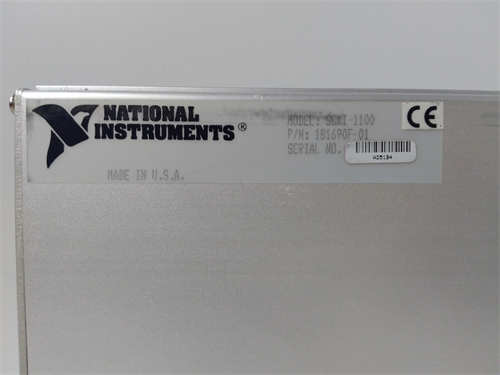 NATIONAL
INSTRUMENTS®
MODEL: SCXI-1100
P/N: 181690F-01
SERIAL NO.
MADE IN U.S.A.
CE